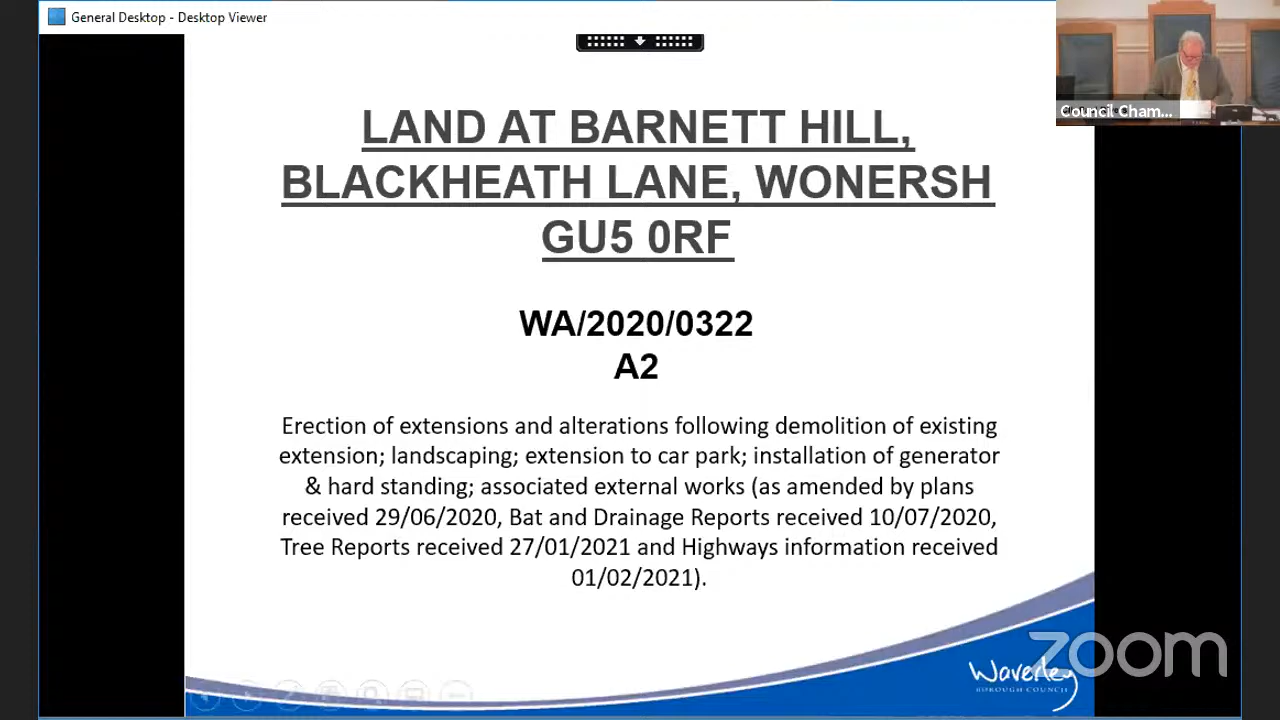 General Desktop - Desktop Viewer
Council Cham...
LAND AT BARNETT HILL,
BLACKHEATH LANE, WONERSH
GU5 0RF
WA/2020/0322
A2
Erection of extensions and alterations following demolition of existing
extension; landscaping; extension to car park; installation of generator
& hard standing; associated external works (as amended by plans
received 29/06/2020, Bat and Drainage Reports received 10/07/2020,
Tree Reports received 27/01/2021 and Highways information received
01/02/2021).
zoom
Waverley
BOROUGH COUNCIL